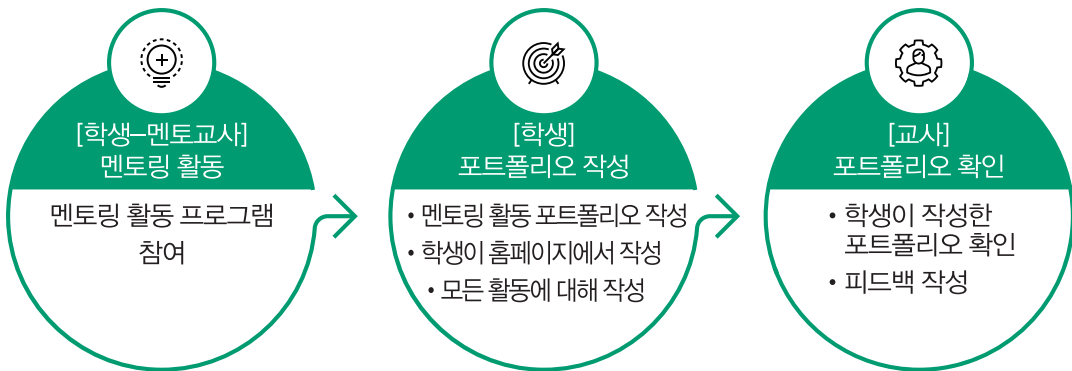 [학생–멘토교사]
멘토링 활동
멘토링 활동 프로그램
참여
[학생]
포트폴리오 작성
• 멘토링 활동 포트폴리오 작성
• 학생이 홈페이지에서 작성
• 모든 활동에 대해 작성
[교사]
포트폴리오 확인
• 학생이 작성한
포트폴리오 확인
• 피드백 작성